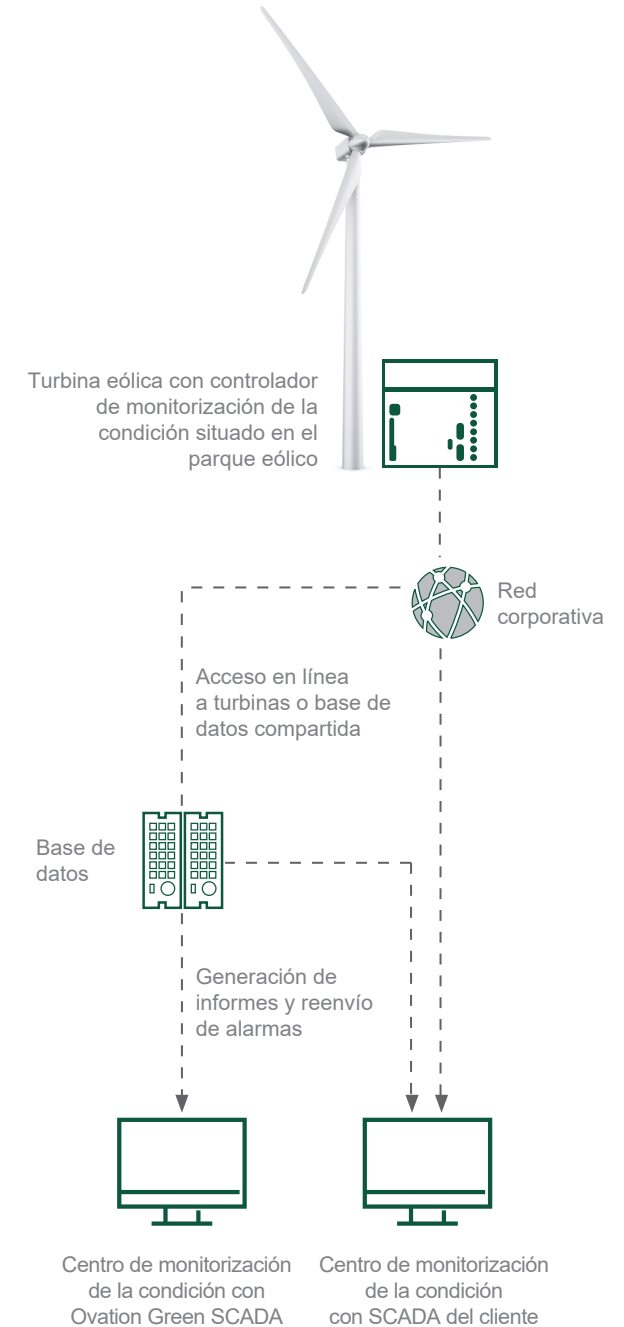 Turbina eólica con controlador
de monitorización de la
condición situado en el
parque eólico
Red
corporativa
Acceso en línea
a turbinas o base de
datos compartida
Base de
datos
Generación de
informes y reenvío
de alarmas
Centro de monitorización
de la condición con
Ovation Green SCADA
Centro de monitorización
de la condición
con SCADA del cliente